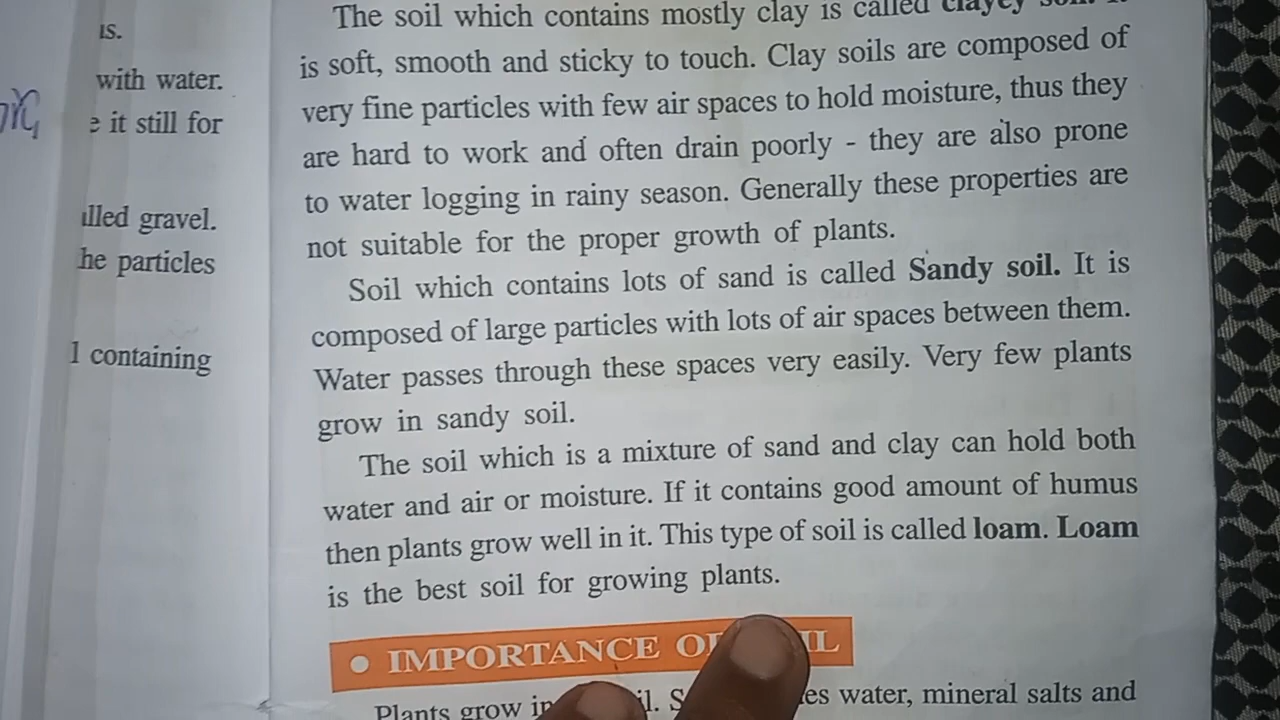 is.
with water.
it still for
gravel.
particles
containing
The soil which contains mostly clay is called clayey soil.
is soft, smooth and sticky to touch. Clay soils are composed of
very fine particles with few air spaces to hold moisture, thus they
are hard to work and often drain poorly - they are also prone
to water logging in rainy season. Generally these properties are
not suitable for the proper growth of plants.
Soil which contains lots of sand is called Sandy soil. It is
composed of large particles with lots of air spaces between them.
Water passes through these spaces very easily. Very few plants
grow in sandy soil.
The soil which is a mixture of sand and clay can hold both
water and air or moisture. If it contains good amount of humus
then plants grow well in it. This type of soil is called loam. Loam
is the best soil for growing plants.
• IMPORTANCE
Plants grow in water, mineral salts and